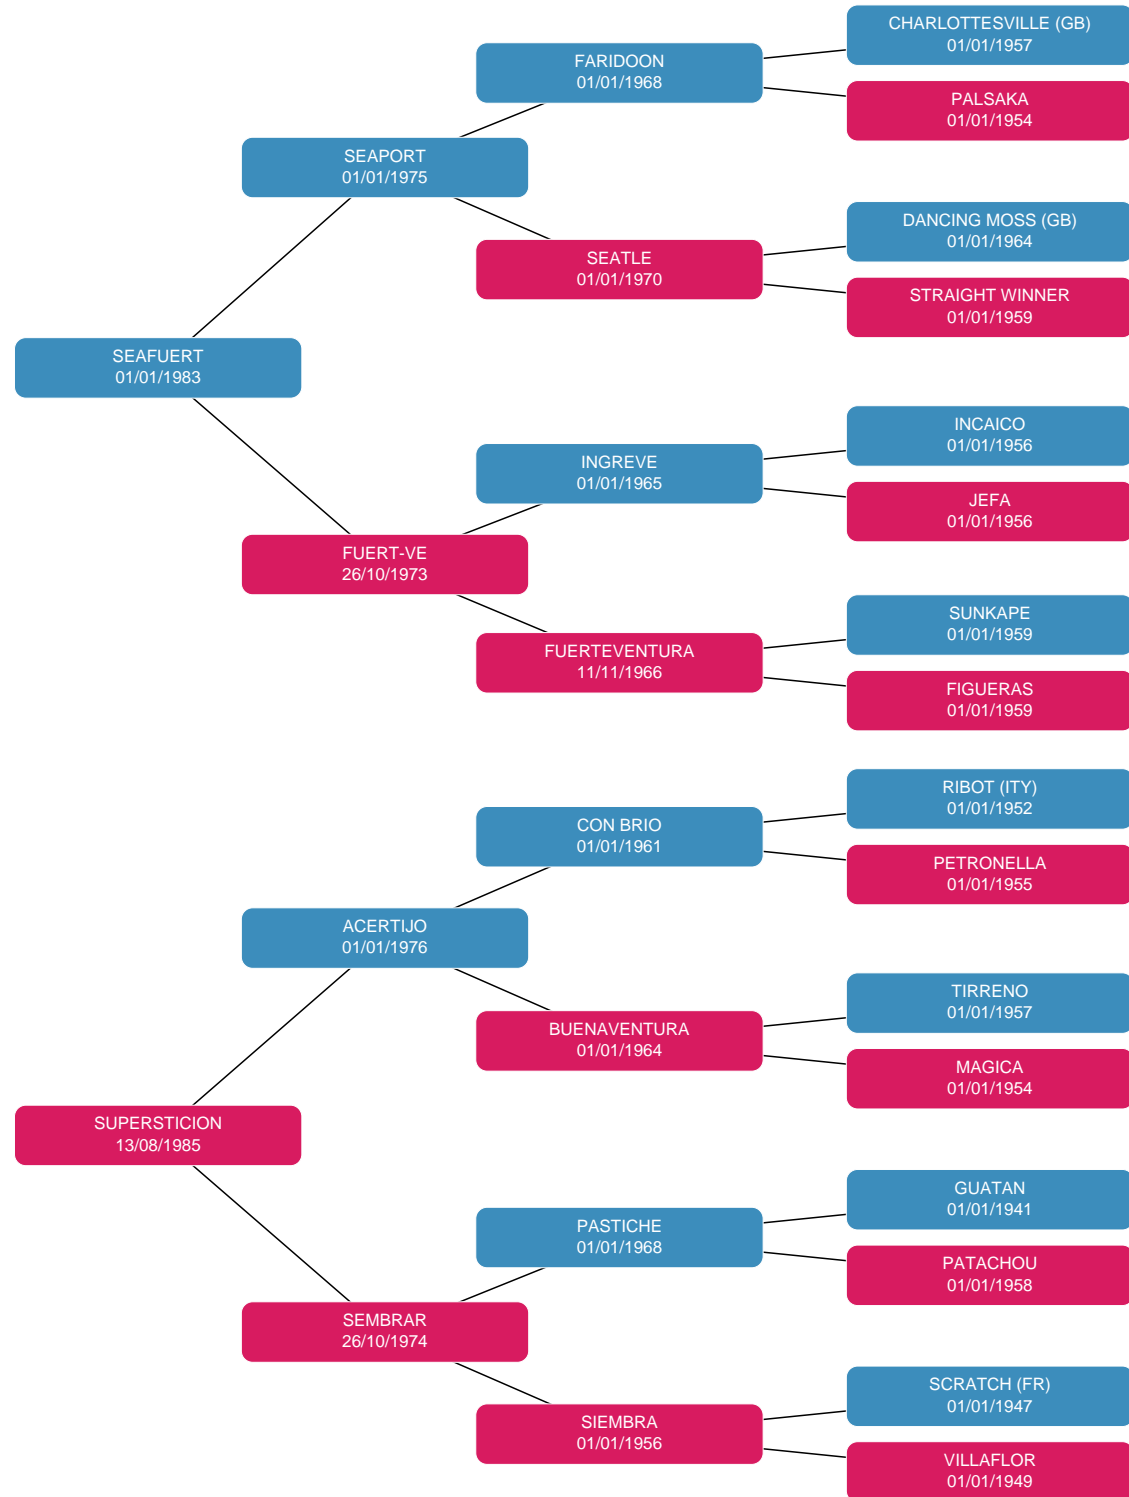 CHARLOTTESVILLE (GB)
01/01/1957
FARIDOON
01/01/1968
PALSAKA
01/01/1954
SEAPORT
01/01/1975
DANCING MOSS (GB)
01/01/1964
SEATLE
01/01/1970
STRAIGHT WINNER
01/01/1959
SEAFUERT
01/01/1983
INCAICO
01/01/1956
INGREVE
01/01/1965
JEFA
01/01/1956
FUERT-VE
26/10/1973
SUNKAPE
01/01/1959
FUERTEVENTURA
11/11/1966
FIGUERAS
01/01/1959
RIBOT (ITY)
01/01/1952
CON BRIO
01/01/1961
PETRONELLA
01/01/1955
ACERTIJO
01/01/1976
TIRRENO
01/01/1957
BUENAVENTURA
01/01/1964
MAGICA
01/01/1954
SUPERSTICION
13/08/1985
GUATAN
01/01/1941
PASTICHE
01/01/1968
PATACHOU
01/01/1958
SEMBRAR
26/10/1974
SCRATCH (FR)
01/01/1947
SIEMBRA
01/01/1956
VILLAFLOR
01/01/1949